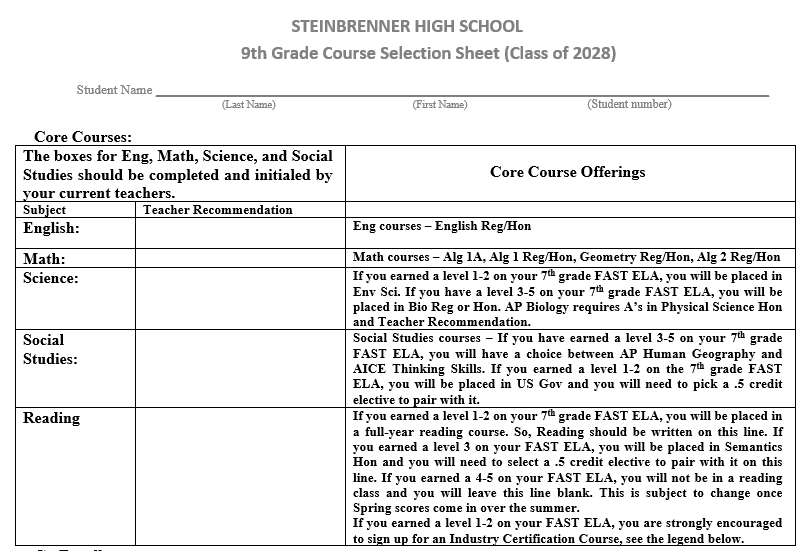 STEINBRENNER HIGH SCHOOL
9th Grade Course Selection Sheet (Class of 2028)
Student Name
(Last Name) (First Name) (Student number)
Core Courses:
The boxes for Eng, Math, Science, and Social
Studies should be completed and initialed by
your current teachers.
Core Course Offerings
Subject
Teacher Recommendation
English:
Eng courses – English Reg/Hon
Math:
Math courses – Alg 1A, Alg 1 Reg/Hon, Geometry Reg/Hon, Alg 2 Reg/Hon
Science:
If you earned a level 1-2 on your 7th grade FAST ELA, you will be placed in
Env Sci. If you have a level 3-5 on your 7th grade FAST ELA, you will be
placed in Bio Reg or Hon. AP Biology requires A's in Physical Science Hon
and Teacher Recommendation.
Social
Studies:
Social Studies courses – If you have earned a level 3-5 on your 7th grade
FAST ELA, you will have a choice between AP Human Geography and
AICE Thinking Skills. If you earned a level 1-2 on the 7th grade FAST
ELA, you will be placed in US Gov and you will need to pick a .5 credit
elective to pair with it.
Reading
If you earned a level 1-2 on your 7th grade FAST ELA, you will be placed in
a full-year reading course. So, Reading should be written on this line. If
you earned a level 3 on your FAST ELA, you will be placed in Semantics
Hon and you will need to select a .5 credit elective to pair with it on this
line. If you earned a 4-5 on your FAST ELA, you will not be in a reading
class and you will leave this line blank. This is subject to change once
Spring scores come in over the summer.
If you earned a level 1-2 on your FAST ELA, you are strongly encouraged
to sign up for an Industry Certification Course, see the legend below.